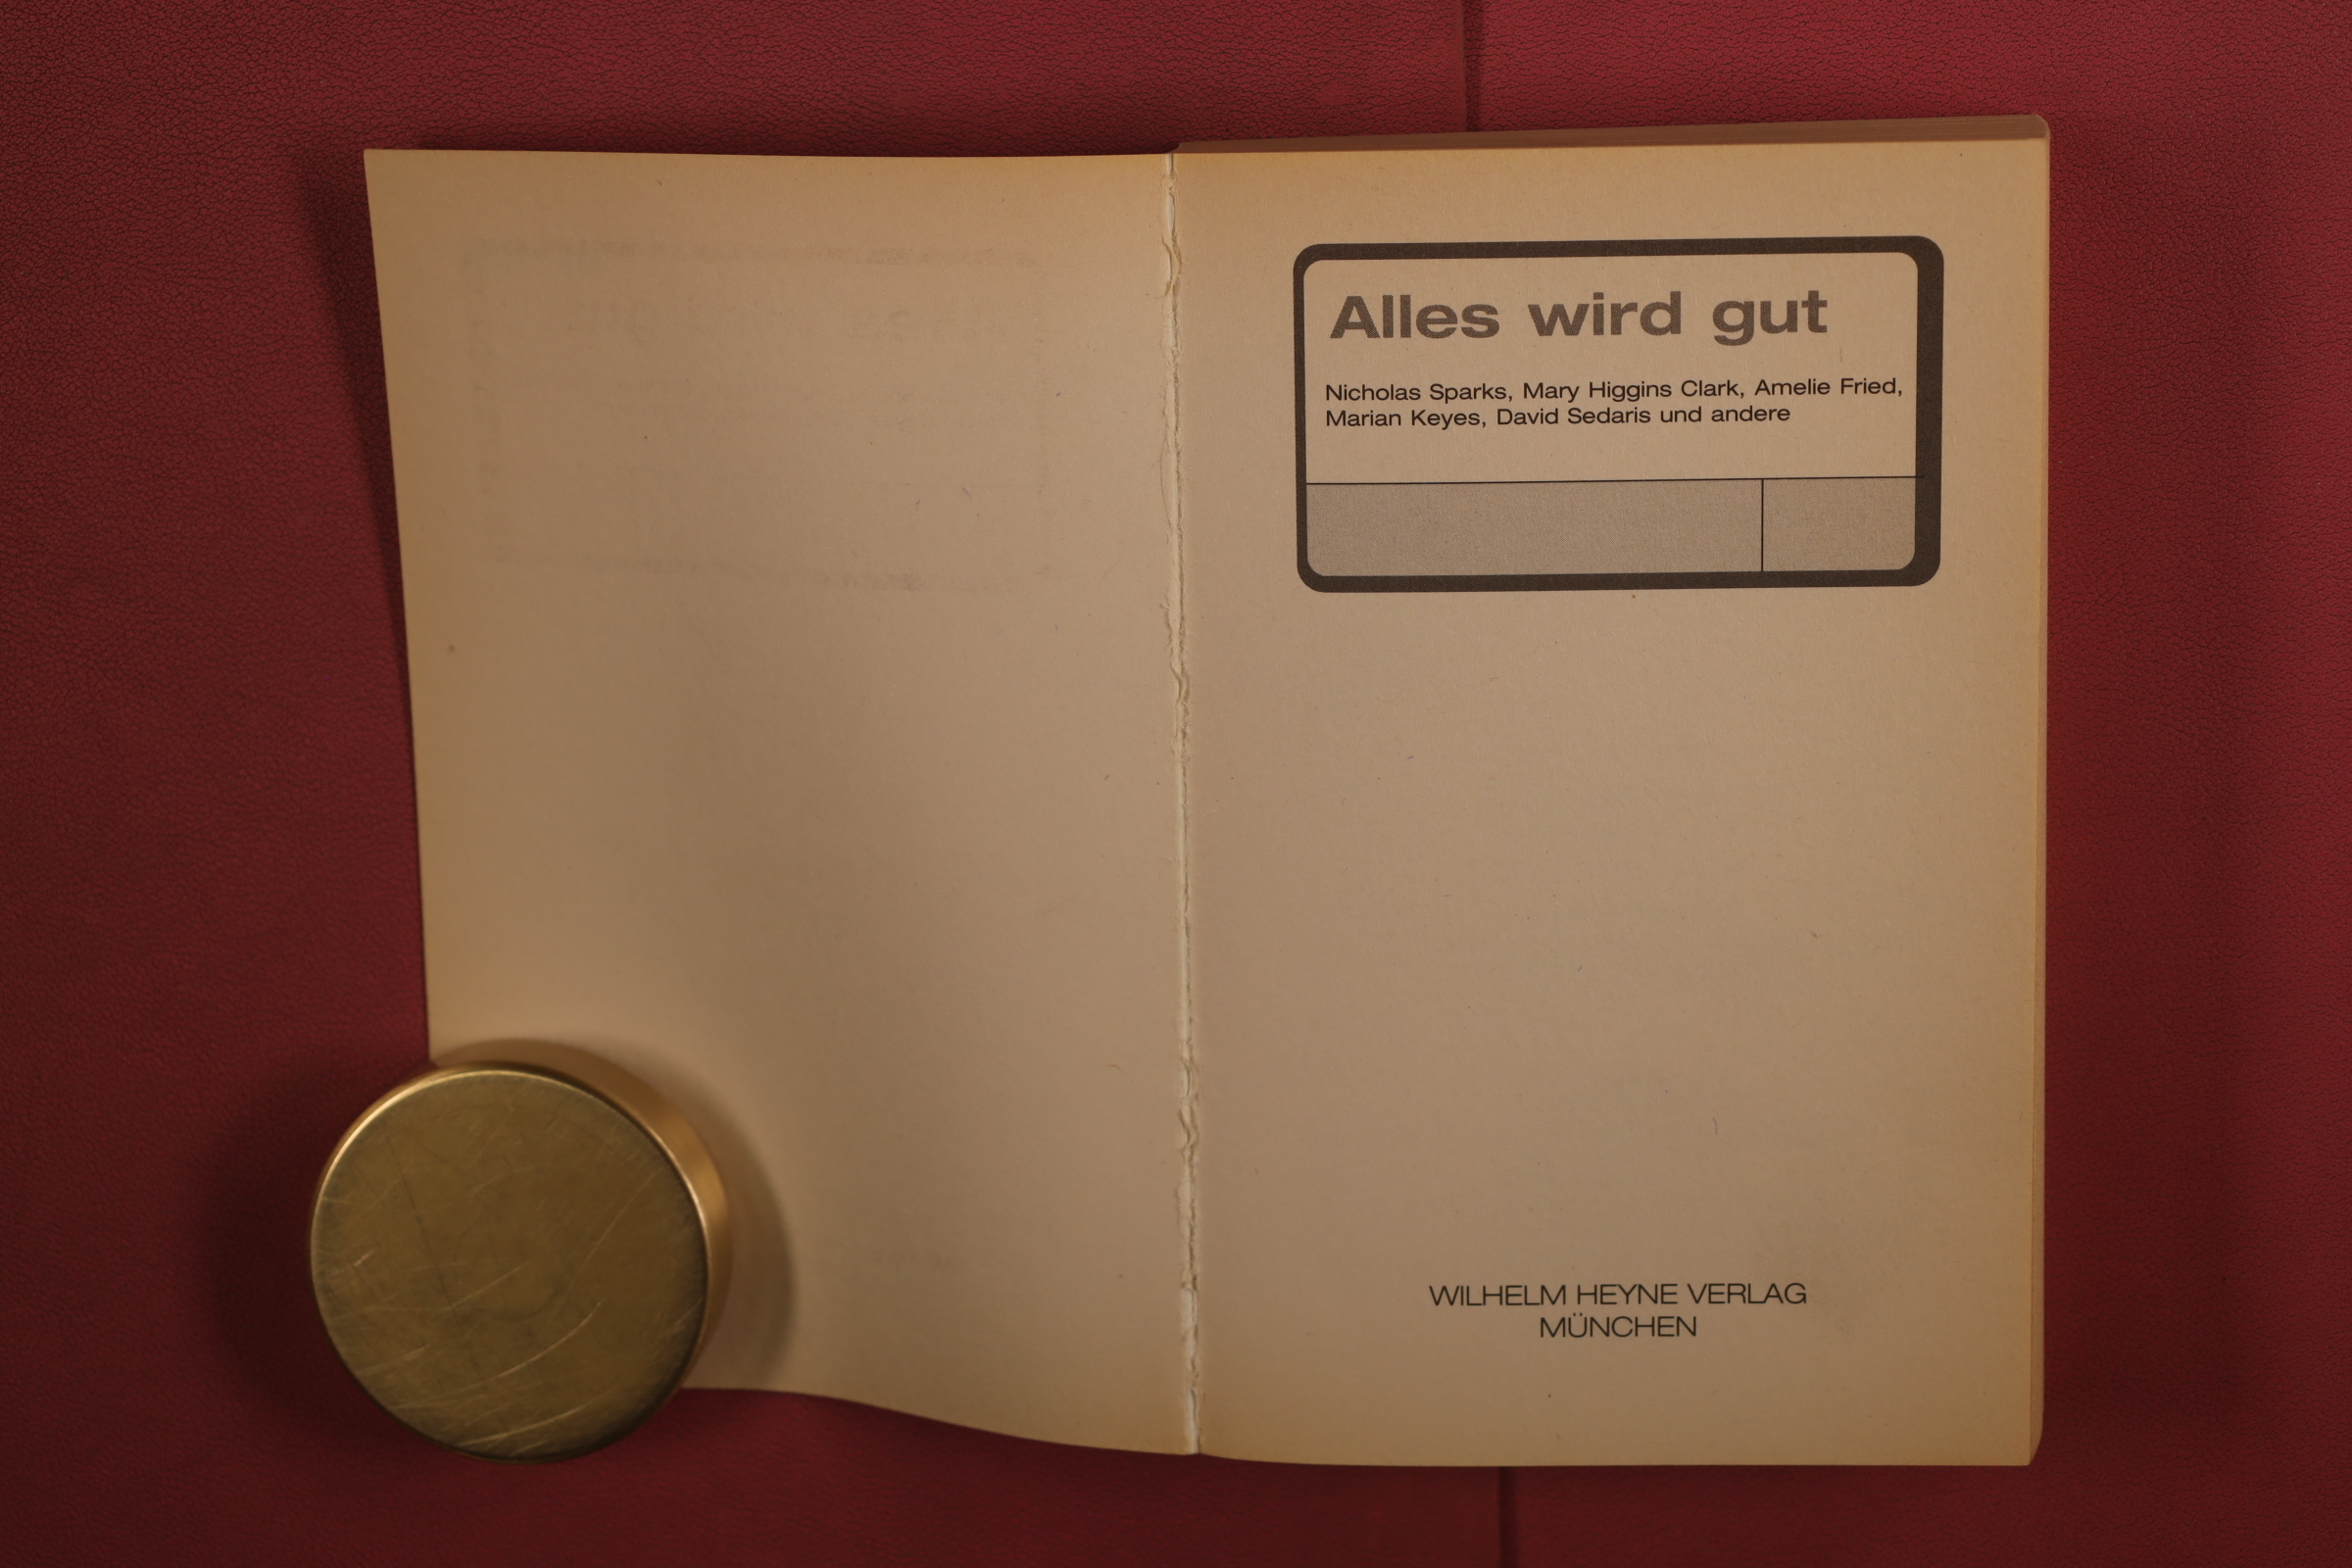 Alles wird gut
Nicholas Sparks, Mary Higgins Clark, Amelie Fried,
Marian Keyes, David Sedaris und andere
WILHELM HEYNE VERLAG
MÜNCHEN